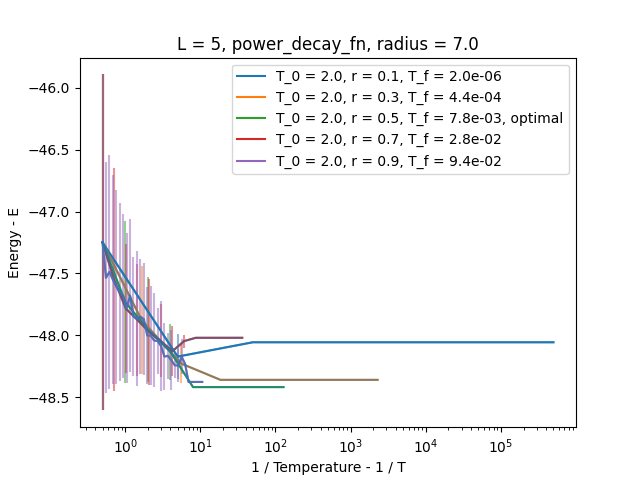 L = 5, power_decay_fn, radius = 7.0
T_0 = 2.0, r = 0.1, T_f = 2.0e-06
T_0 = 2.0, r = 0.3, T_f = 4.4e-04
T_0 = 2.0, r = 0.5, T_f = 7.8e-03, optimal
T_0 = 2.0, r = 0.7, T_f = 2.8e-02
T_0 = 2.0, r = 0.9, T_f = 9.4e-02
Energy - E
−46.0
−46.5
−47.0
−47.5
−48.0
−48.5
10⁰ 10¹ 10² 10³ 10⁴ 10⁵
1 / Temperature - 1 / T